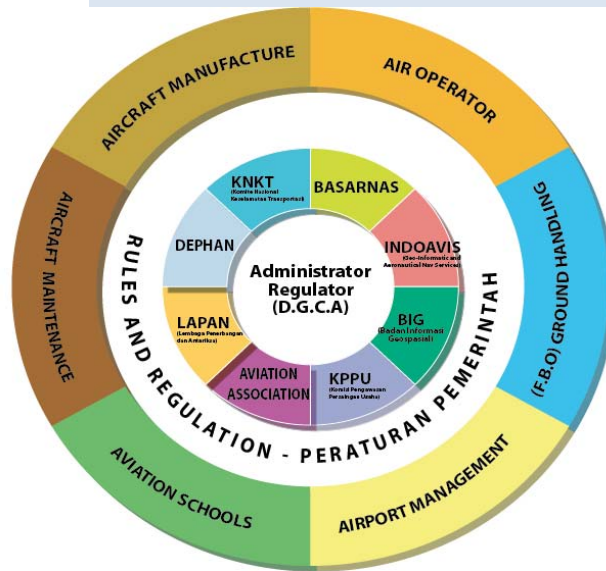 AIRCRAFT MANUFACTURE
AIR OPERATOR
(F.B.O) GROUND HANDLING
AIRPORT MANAGEMENT
AVIATION SCHOOLS
AIRCRAFT MAINTENANCE
RULES AND REGULATION - PERATURAN PEMERINTAH
KNKT
(Komite Nasional
Keselamatan Transportasi)
BASARNAS
INDOAVIS
(Geo-Informatic and
Aeronautical Nav Services)
BIG
(Badan Informasi
Geospasial)
KPPU
(Komisi Pengawasan
Persaingan Usaha)
AVIATION
ASSOCIATION
LAPAN
(Lembaga Penerbangan
dan Antariksa)
DEPHAN
Administrator
Regulator
(D.G.C.A)